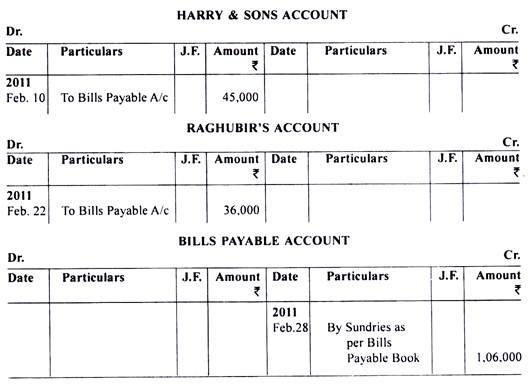 HARRY & SONS ACCOUNT
Dr. Cr.
Date Particulars J.F. Amount Date Particulars J.F. Amount
₹ ₹
2011
Feb. 10 To Bills Payable A/c 45,000
RAGHUBIR'S ACCOUNT
Dr. Cr.
Date Particulars J.F. Amount Date Particulars J.F. Amount
₹ ₹
2011
Feb. 22 To Bills Payable A/c 36,000
BILLS PAYABLE ACCOUNT
Dr. Cr.
Date Particulars J.F. Amount Date Particulars J.F. Amount
₹ ₹
2011
Feb.28 By Sundries as
per Bills
Payable Book 1,06,000